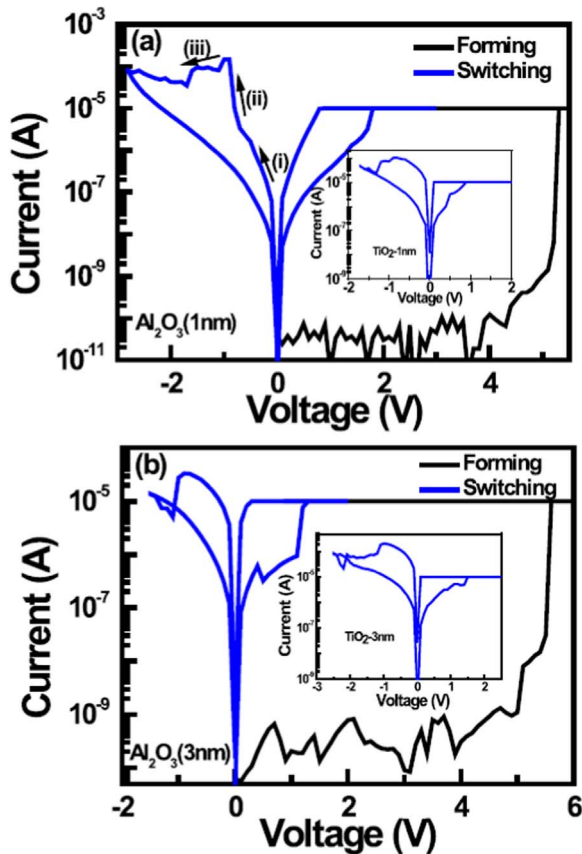 (a)
Forming
Switching
(iii)
(ii)
(i)
Current (A)
10⁻³
10⁻⁵
10⁻⁷
10⁻⁹
10⁻¹¹
Al₂O₃(1nm)
-2 0 2 4
Voltage (V)
Current (A)
10⁻⁵
10⁻⁷
10⁻⁹
TiO₂-1nm
-2 -1 0 1 2
Voltage (V)
(b)
Forming
Switching
Current (A)
10⁻⁵
10⁻⁷
10⁻⁹
Al₂O₃(3nm)
-2 0 2 4 6
Voltage (V)
Current (A)
10⁻⁵
10⁻⁷
10⁻⁹
TiO₂-3nm
-3 -2 -1 0 1 2
Voltage (V)